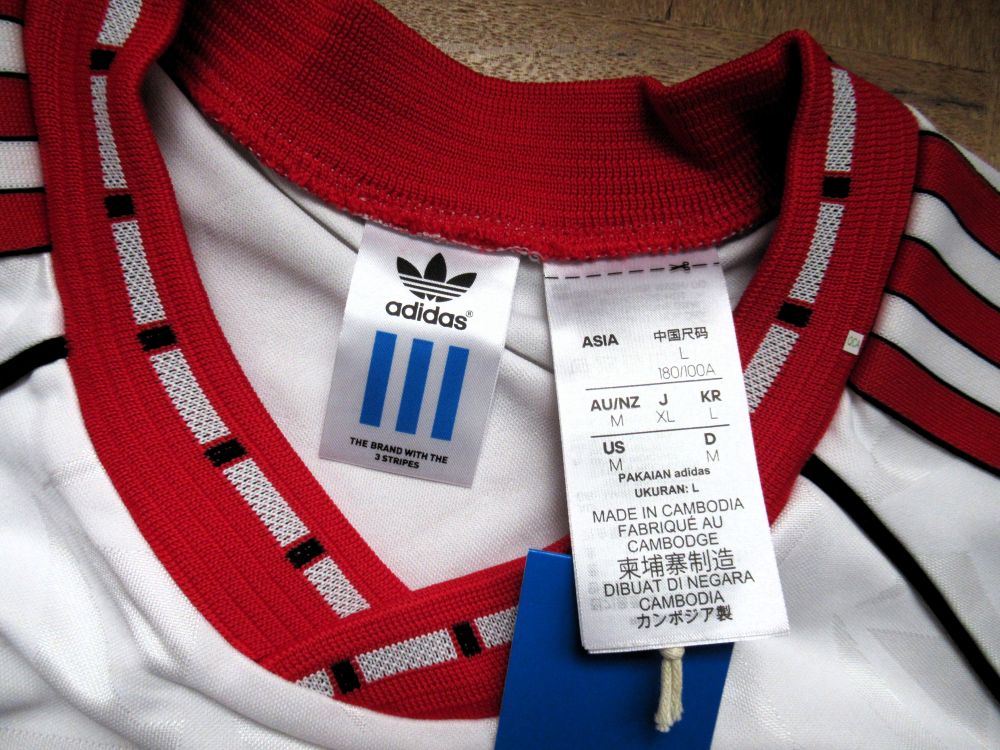 adidas®
THE BRAND WITH THE
3 STRIPES
ASIA 中国尺码
L
180/100A
AU/NZ J KR
M XL L
US D
M M
PAKAIAN adidas
UKURAN: L
MADE IN CAMBODIA
FABRIQUÉ AU
CAMBODGE
柬埔寨制造
DIBUAT DI NEGARA
CAMBODIA
カンボジア製